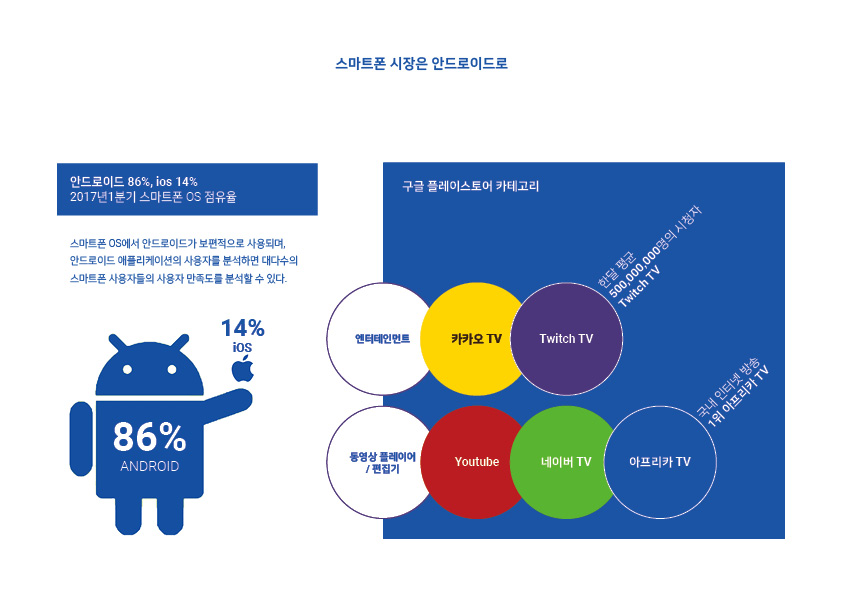 스마트폰 시장은 안드로이드로
안드로이드 86%, ios 14%
2017년1분기 스마트폰 OS 점유율
스마트폰 OS에서 안드로이드가 보편적으로 사용되며,
안드로이드 애플리케이션의 사용자를 분석하면 대다수의
스마트폰 사용자들의 사용자 만족도를 분석할 수 있다.
14%
iOS
86%
ANDROID
구글 플레이스토어 카테고리
한달 평균
500,000,000명의 시청자
Twitch TV
엔터테인먼트
카카오 TV
Twitch TV
국내 인터넷 방송
1위 아프리카 TV
동영상 플레이어
/ 편집기
Youtube
네이버 TV
아프리카 TV